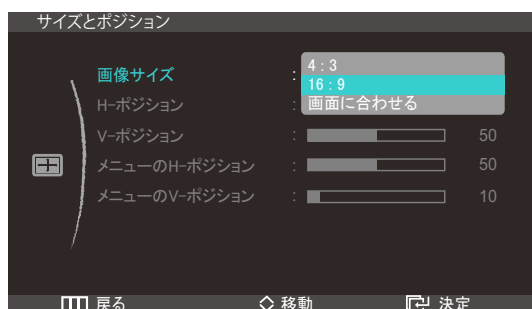 サイズとポジション
画像サイズ : 4 : 3
16 : 9
H-ポジション : 画面に合わせる
V-ポジション : 50
メニューのH-ポジション : 50
メニューのV-ポジション : 10
戻る 移動 決定